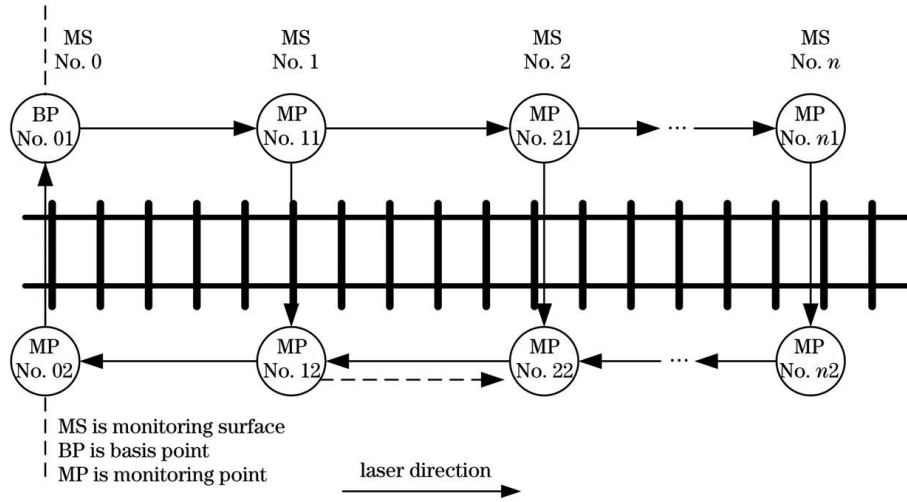 MS
No. 0
MS
No. 1
MS
No. 2
MS
No. n
BP
No. 01
MP
No. 11
MP
No. 21
...
MP
No. n1
MP
No. 02
MP
No. 12
MP
No. 22
...
MP
No. n2
MS is monitoring surface
BP is basis point
MP is monitoring point
laser direction